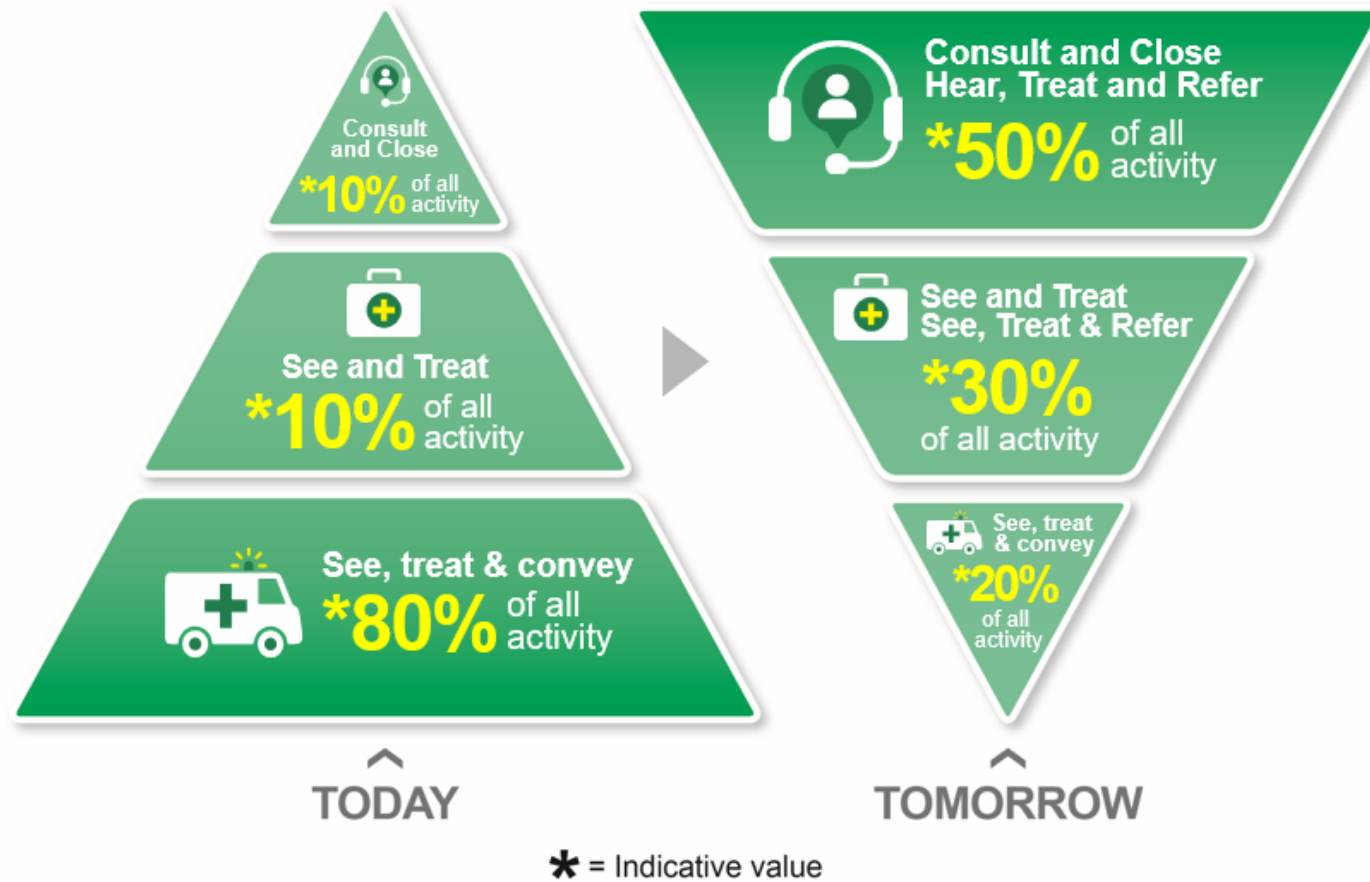 Consult
and Close
*10% of all
activity
See and Treat
*10% of all
activity
See, treat & convey
*80% of all
activity
TODAY
Consult and Close
Hear, Treat and Refer
*50% of all
activity
See and Treat
See, Treat & Refer
*30%
of all activity
See, treat
& convey
*20%
of all
activity
TOMORROW
* = Indicative value